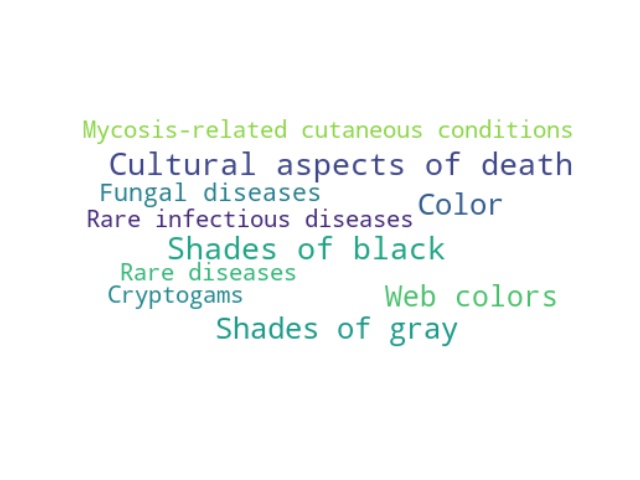 Mycosis-related cutaneous conditions
Cultural aspects of death
Fungal diseases
Color
Rare infectious diseases
Shades of black
Rare diseases
Cryptogams
Web colors
Shades of gray